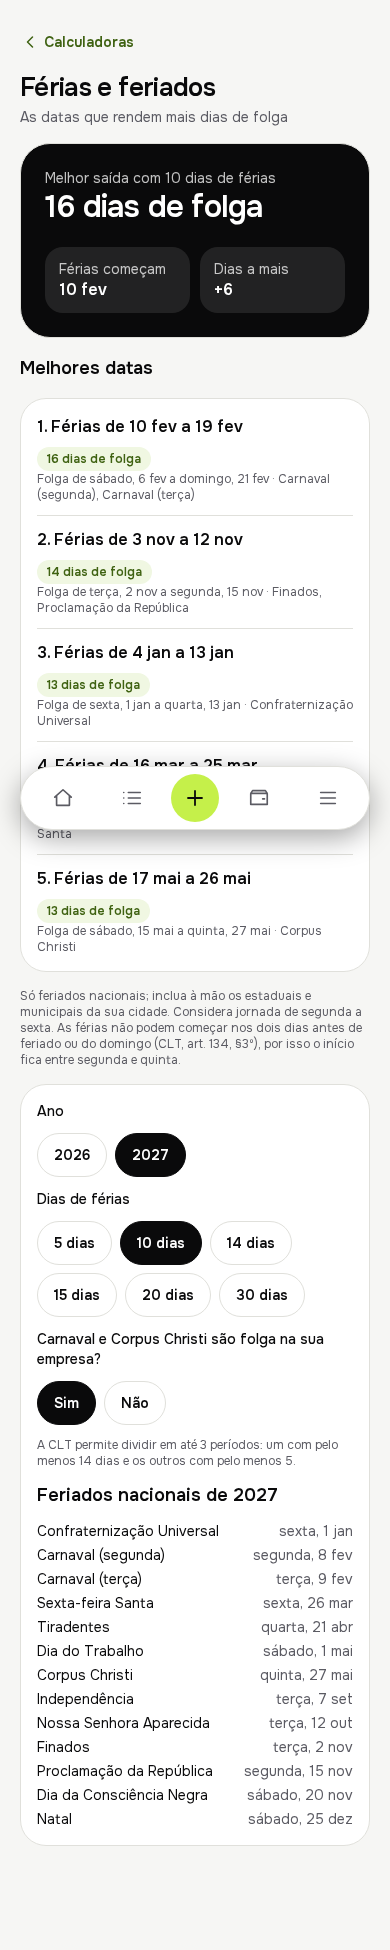 Calculadoras
Férias e feriados
As datas que rendem mais dias de folga
Melhor saída com 10 dias de férias
16 dias de folga
Férias começam
10 fev
Dias a mais
+6
Melhores datas
1. Férias de 10 fev a 19 fev
16 dias de folga
Folga de sábado, 6 fev a domingo, 21 fev · Carnaval
(segunda), Carnaval (terça)
2. Férias de 3 nov a 12 nov
14 dias de folga
Folga de terça, 2 nov a segunda, 15 nov · Finados,
Proclamação da República
3. Férias de 4 jan a 13 jan
13 dias de folga
Folga de sexta, 1 jan a quarta, 13 jan · Confraternização
Universal
4. Férias de 16 mar a 25 mar
Santa
5. Férias de 17 mai a 26 mai
13 dias de folga
Folga de sábado, 15 mai a quinta, 27 mai · Corpus
Christi
Só feriados nacionais; inclua à mão os estaduais e
municipais da sua cidade. Considera jornada de segunda a
sexta. As férias não podem começar nos dois dias antes de
feriado ou do domingo (CLT, art. 134, §3º), por isso o início
fica entre segunda e quinta.
Ano
2026
2027
Dias de férias
5 dias
10 dias
14 dias
15 dias
20 dias
30 dias
Carnaval e Corpus Christi são folga na sua
empresa?
Sim
Não
A CLT permite dividir em até 3 períodos: um com pelo
menos 14 dias e os outros com pelo menos 5.
Feriados nacionais de 2027
Confraternização Universal sexta, 1 jan
Carnaval (segunda) segunda, 8 fev
Carnaval (terça) terça, 9 fev
Sexta-feira Santa sexta, 26 mar
Tiradentes quarta, 21 abr
Dia do Trabalho sábado, 1 mai
Corpus Christi quinta, 27 mai
Independência terça, 7 set
Nossa Senhora Aparecida terça, 12 out
Finados terça, 2 nov
Proclamação da República segunda, 15 nov
Dia da Consciência Negra sábado, 20 nov
Natal sábado, 25 dez